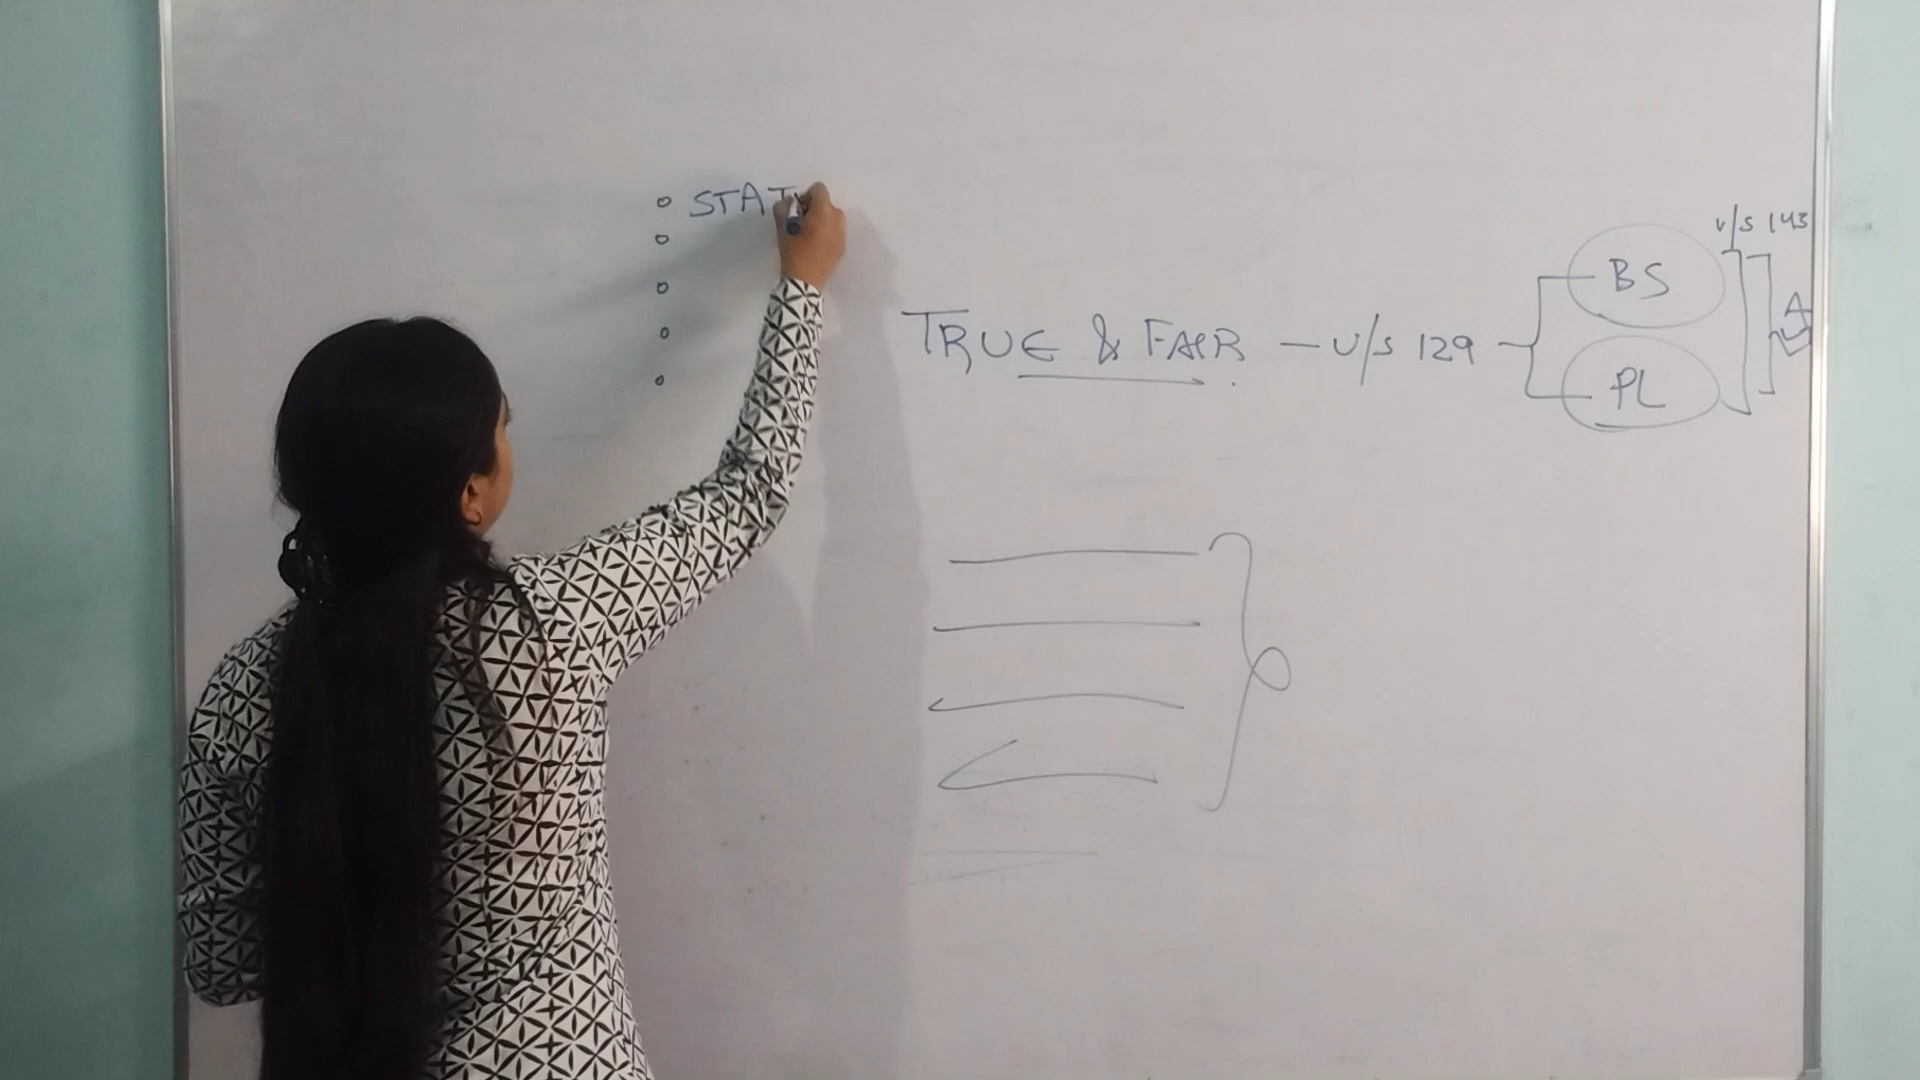 STAT
u/s 143
BS
TRUE & FAIR — U/s 129
PL
A